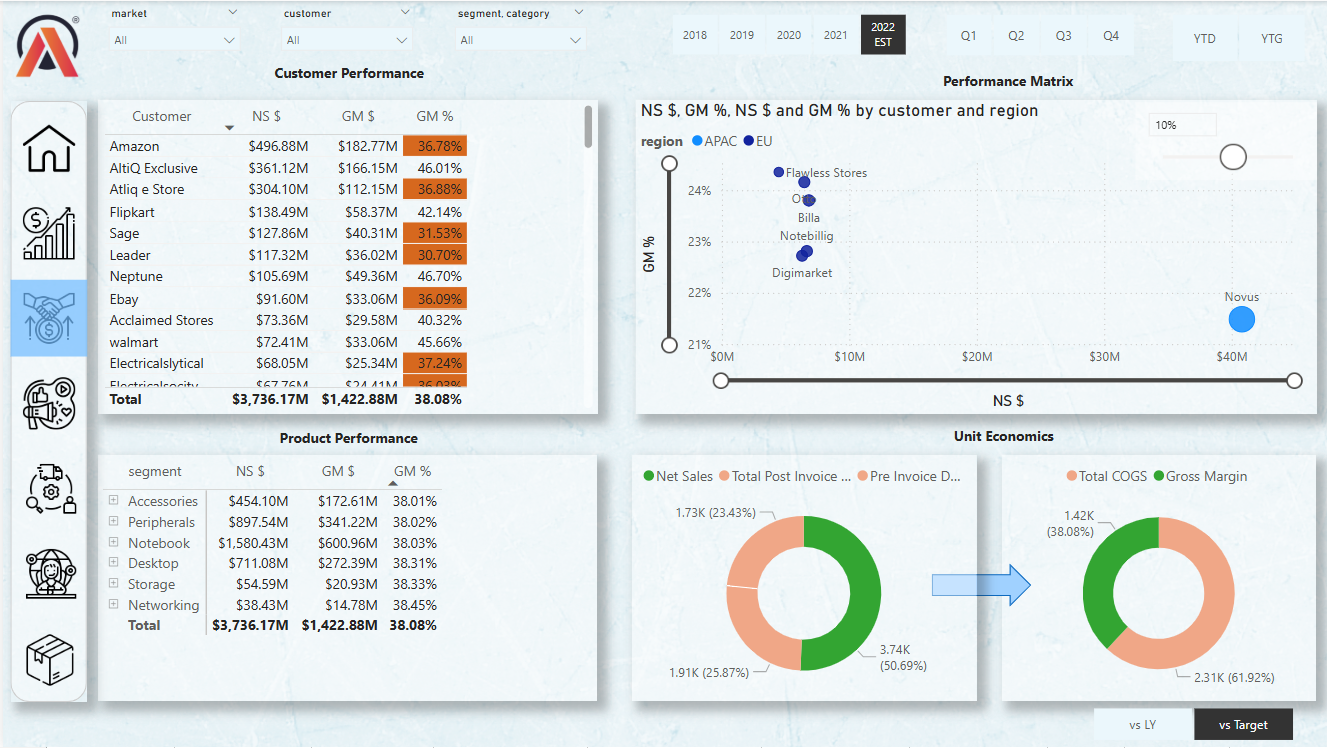 market
customer
segment, category
All
All
All
2018
2019
2020
2021
2022
EST
Q1
Q2
Q3
Q4
YTD
YTG
®
Customer Performance
Performance Matrix
Customer NS $ GM $ GM %
Amazon $496.88M $182.77M 36.78%
AltiQ Exclusive $361.12M $166.15M 46.01%
Atliq e Store $304.10M $112.15M 36.88%
Flipkart $138.49M $58.37M 42.14%
Sage $127.86M $40.31M 31.53%
Leader $117.32M $36.02M 30.70%
Neptune $105.69M $49.36M 46.70%
Ebay $91.60M $33.06M 36.09%
Acclaimed Stores $73.36M $29.58M 40.32%
walmart $72.41M $33.06M 45.66%
Electricalslytical $68.05M $25.34M 37.24%
Electricalsocity $67.76M $24.41M 36.03%
Total $3,736.17M $1,422.88M 38.08%
NS $, GM %, NS $ and GM % by customer and region
region APAC EU
10%
GM %
24%
23%
22%
21%
Flawless Stores
Billa
Notebillig
Digimarket
Novus
$0M $10M $20M $30M $40M
NS $
Product Performance
Unit Economics
segment NS $ GM $ GM %
Accessories $454.10M $172.61M 38.01%
Peripherals $897.54M $341.22M 38.02%
Notebook $1,580.43M $600.96M 38.03%
Desktop $711.08M $272.39M 38.31%
Storage $54.59M $20.93M 38.33%
Networking $38.43M $14.78M 38.45%
Total $3,736.17M $1,422.88M 38.08%
Net Sales Total Post Invoice ... Pre Invoice D...
1.73K (23.43%)
3.74K
(50.69%)
1.91K (25.87%)
Total COGS Gross Margin
1.42K
(38.08%)
2.31K (61.92%)
vs LY
vs Target